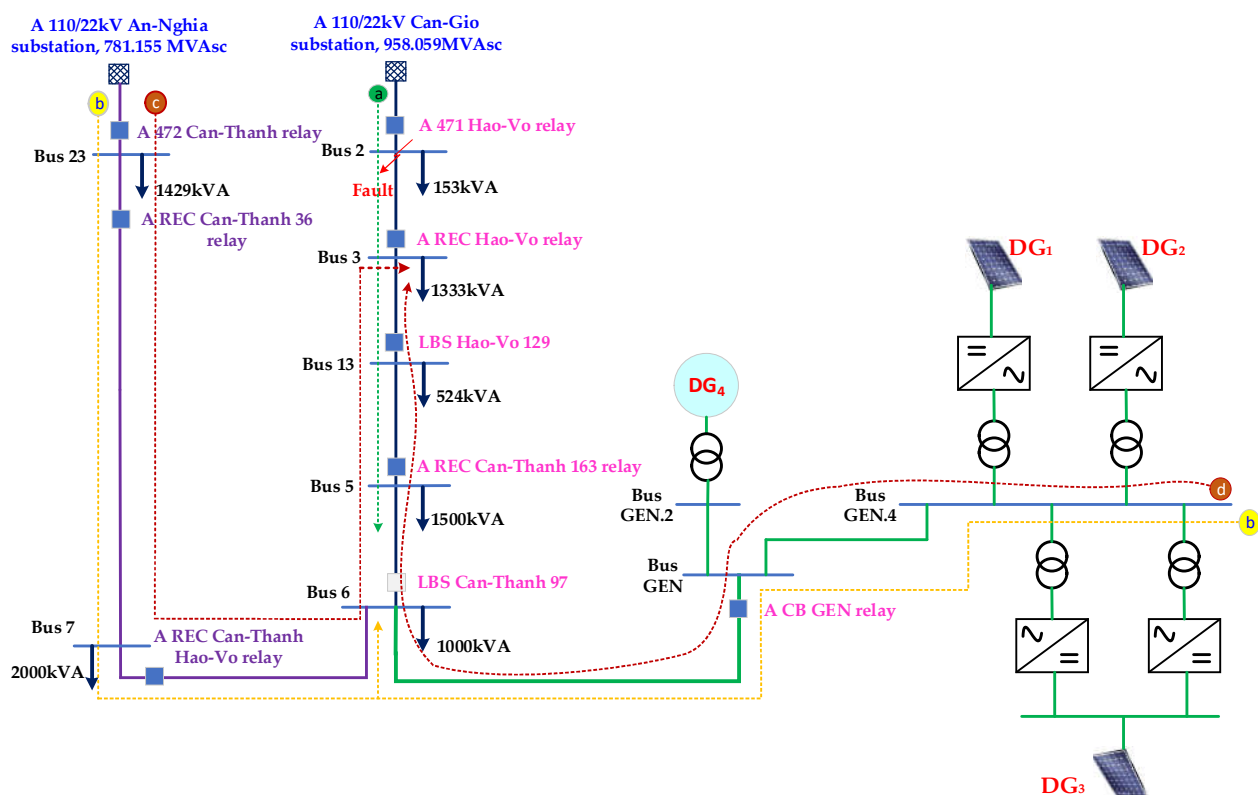 A 110/22kV An-Nghia
substation, 781.155 MVAsc
A 110/22kV Can-Gio
substation, 958.059MVAsc
b
c
a
A 472 Can-Thanh relay
A 471 Hao-Vo relay
Bus 23
Bus 2
1429kVA
Fault
153kVA
A REC Can-Thanh 36
relay
A REC Hao-Vo relay
Bus 3
1333kVA
DG1
DG2
LBS Hao-Vo 129
Bus 13
524kVA
DG4
A REC Can-Thanh 163 relay
Bus 5
1500kVA
Bus
GEN.2
Bus
GEN.4
d
b
LBS Can-Thanh 97
Bus
GEN
Bus 6
A CB GEN relay
Bus 7
A REC Can-Thanh
Hao-Vo relay
1000kVA
2000kVA
DG3